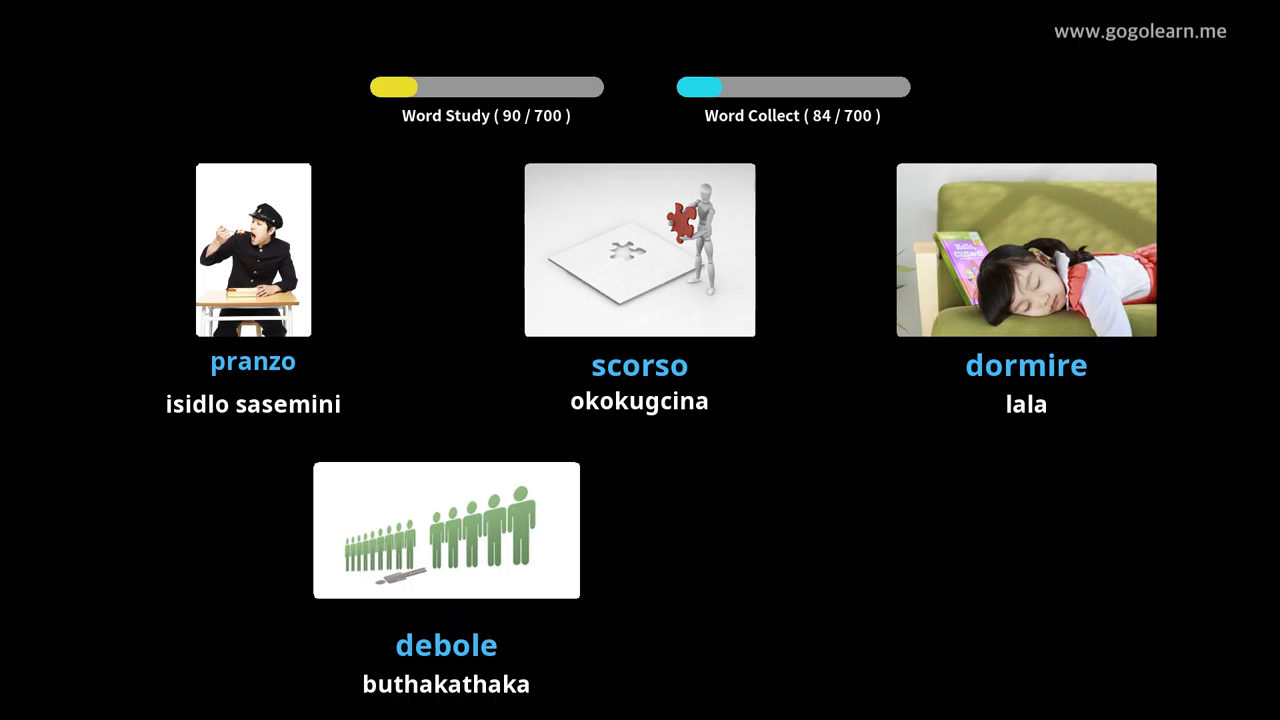 www.gogolearn.me
Word Study ( 90 / 700 )
Word Collect ( 84 / 700 )
pranzo
isidlo sasemini
scorso
okokugcina
dormire
lala
debole
buthakathaka